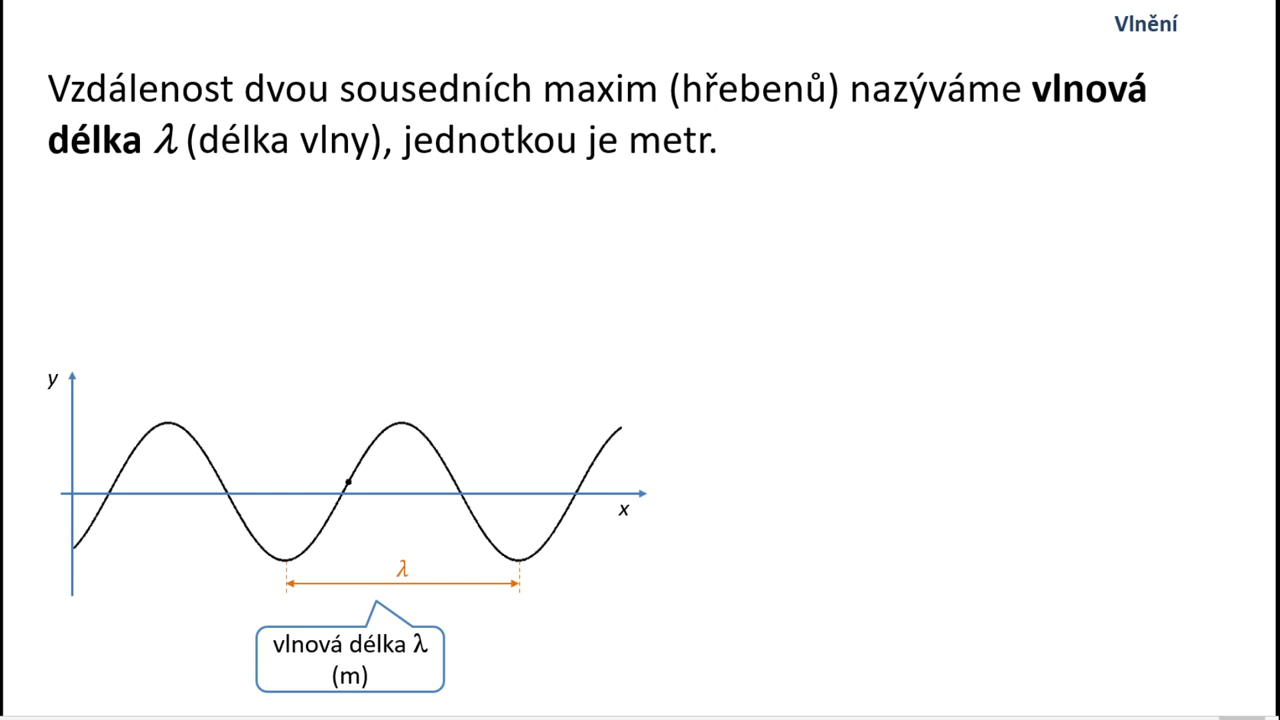 Vlnění
Vzdálenost dvou sousedních maxim (hřebenů) nazýváme vlnová
délka λ (délka vlny), jednotkou je metr.
y
x
λ
vlnová délka λ
(m)